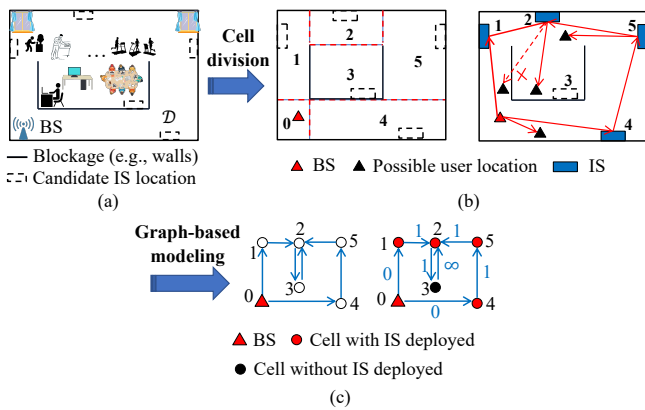 BS
𝒟
Blockage (e.g., walls)
Candidate IS location
(a)
Cell
division
2
1
5
3
0
4
BS
Possible user location
IS
2
1
5
3
4
(b)
Graph-based
modeling
2
1
5
3
0
4
2
1
1
1
5
0
1
∞
1
3
0
4
0
BS
Cell with IS deployed
Cell without IS deployed
(c)